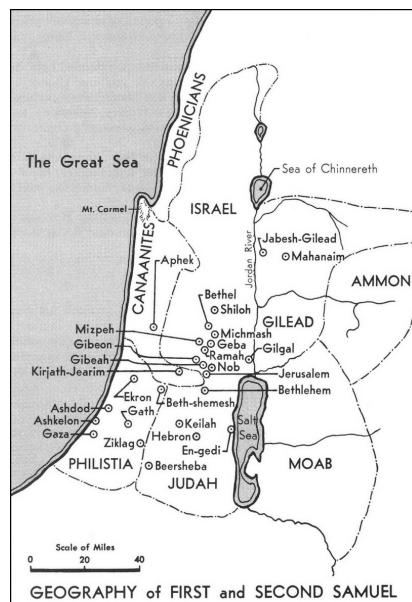 PHOENICIANS
The Great Sea
Sea of Chinnereth
Mt. Carmel
ISRAEL
CANAANITES
Jordan River
Jabesh-Gilead
Mahanaim
Aphek
AMMON
Bethel
Shiloh
GILEAD
Mizpeh
Michmash
Gibeon
Geba
Ramah
Gilgal
Gibeah
Nob
Kirjath-Jearim
Jerusalem
Bethlehem
Ekron
Beth-shemesh
Ashdod
Gath
Ashkelon
Keilah
Salt
Sea
Gaza
Hebron
Ziklag
En-gedi
PHILISTIA
Beersheba
MOAB
JUDAH
Scale of Miles
0 20 40
GEOGRAPHY of FIRST and SECOND SAMUEL